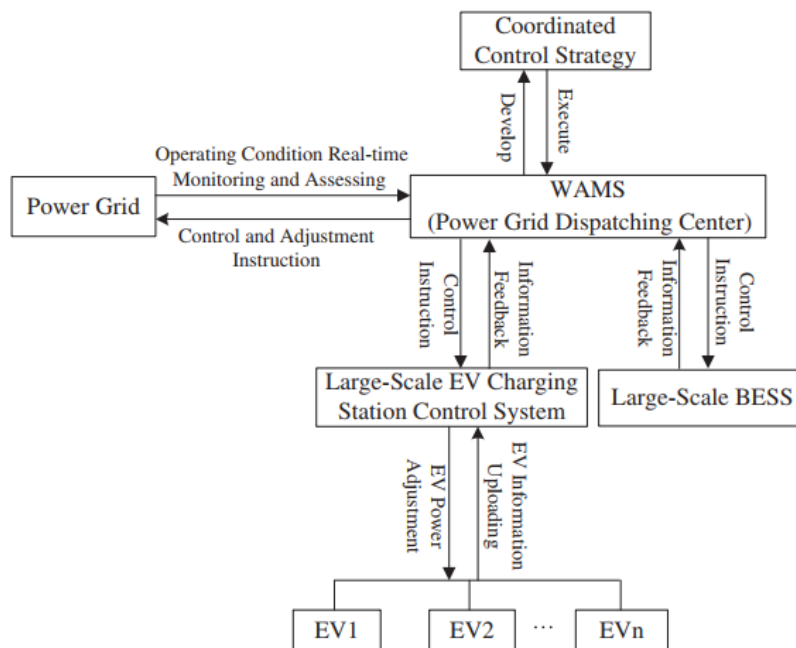 Coordinated
Control Strategy
Develop
Execute
Operating Condition Real-time
Monitoring and Assessing
Power Grid
WAMS
(Power Grid Dispatching Center)
Control and Adjustment
Instruction
Control
Instruction
Information
Feedback
Information
Feedback
Control
Instruction
Large-Scale EV Charging
Station Control System
Large-Scale BESS
EV Power
Adjustment
EV Information
Uploading
EV1
EV2
...
EVn